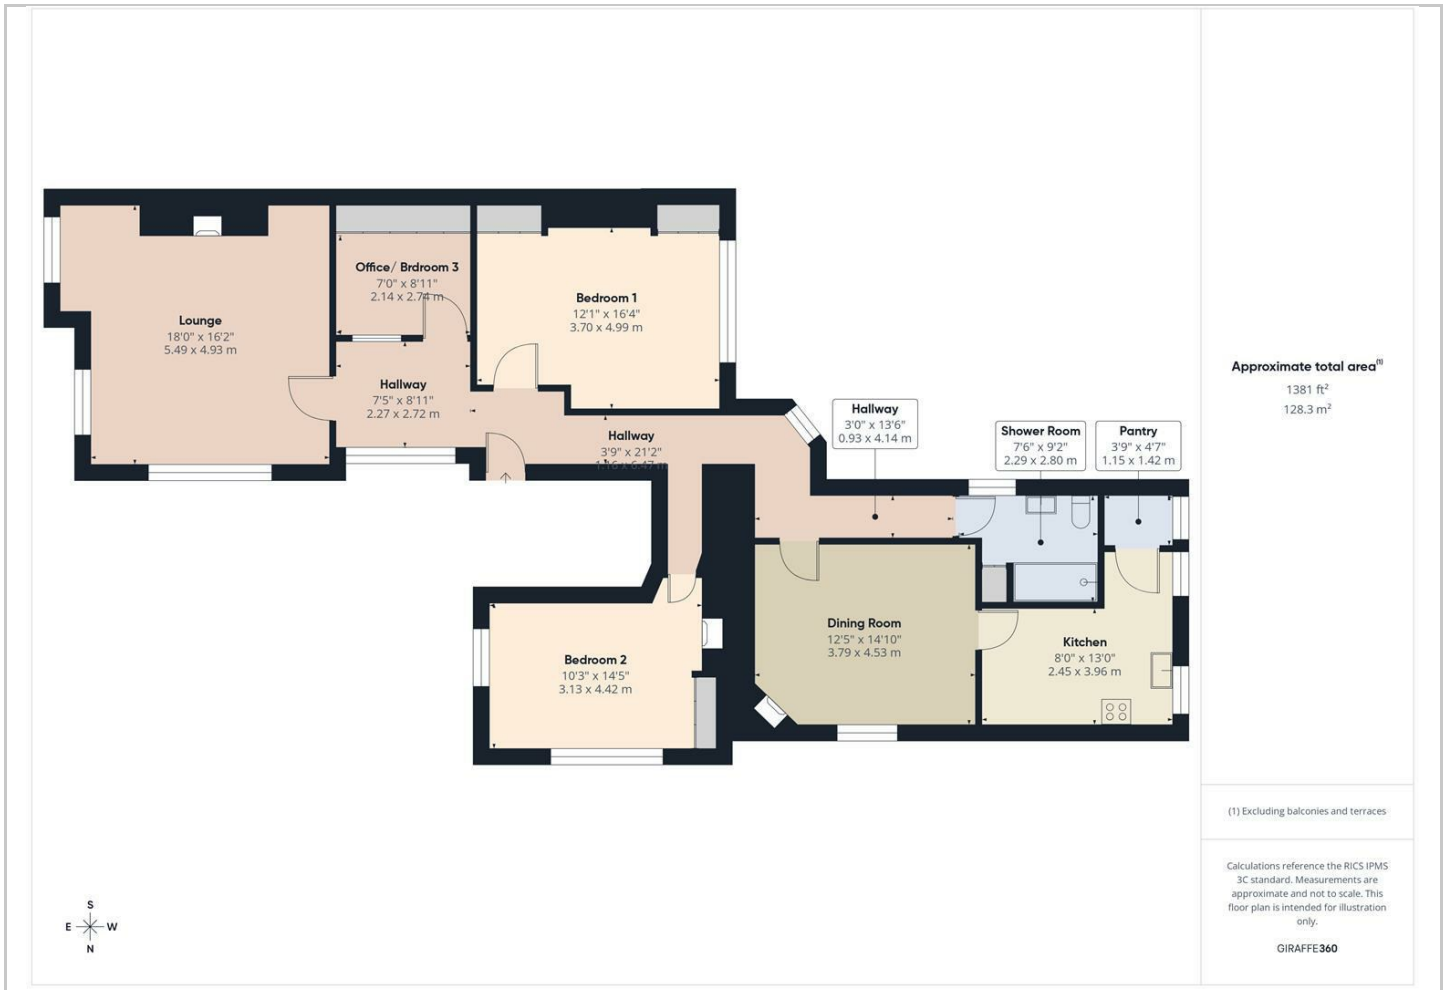 Lounge
18'0" x 16'2"
5.49 x 4.93 m
Office/ Brdroom 3
7'0" x 8'11"
2.14 x 2.74 m
Bedroom 1
12'1" x 16'4"
3.70 x 4.99 m
Hallway
7'5" x 8'11"
2.27 x 2.72 m
Hallway
3'9" x 21'2"
1.16 x 6.47 m
Hallway
3'0" x 13'6"
0.93 x 4.14 m
Shower Room
7'6" x 9'2"
2.29 x 2.80 m
Pantry
3'9" x 4'7"
1.15 x 1.42 m
Dining Room
12'5" x 14'10"
3.79 x 4.53 m
Kitchen
8'0" x 13'0"
2.45 x 3.96 m
Bedroom 2
10'3" x 14'5"
3.13 x 4.42 m
S
E W
N
Approximate total area(1)
1381 ft²
128.3 m²
(1) Excluding balconies and terraces
Calculations reference the RICS IPMS
3C standard. Measurements are
approximate and not to scale. This
floor plan is intended for illustration
only.
GIRAFFE360